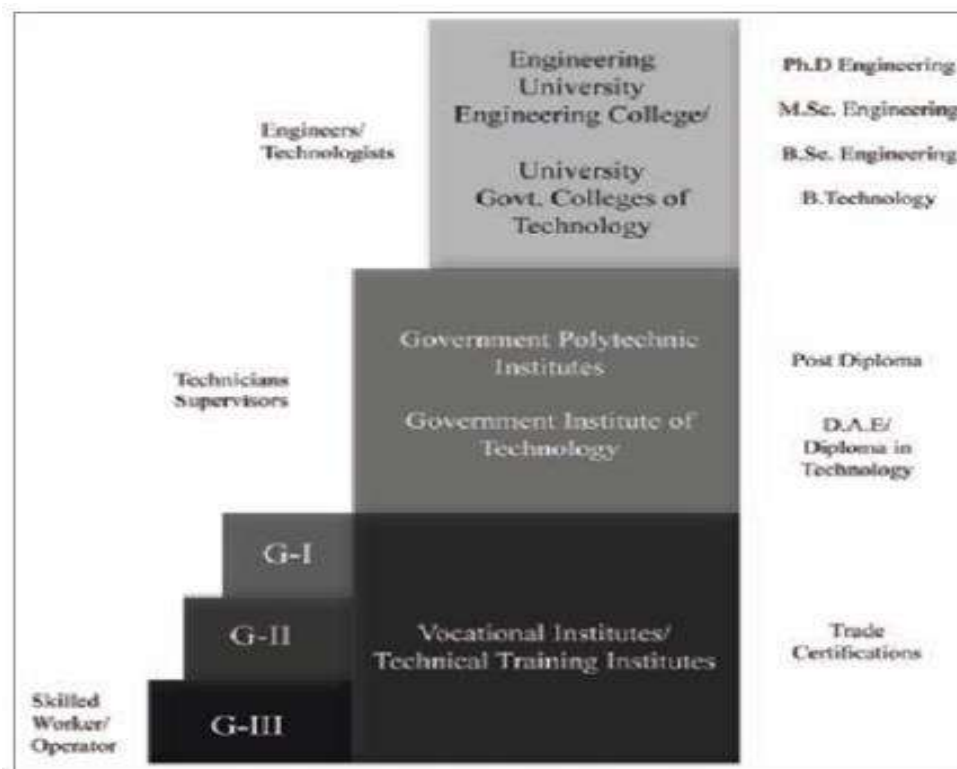 Engineers/
Technologists
Engineering
University
Engineering College/
University
Govt. Colleges of
Technology
Ph.D Engineering
M.Sc. Engineering
B.Sc. Engineering
B.Technology
Technicians
Supervisors
Government Polytechnic
Institutes
Government Institute of
Technology
Post Diploma
D.A.E/
Diploma in
Technology
G-I
G-II
G-III
Skilled
Worker/
Operator
Vocational Institutes/
Technical Training Institutes
Trade
Certifications